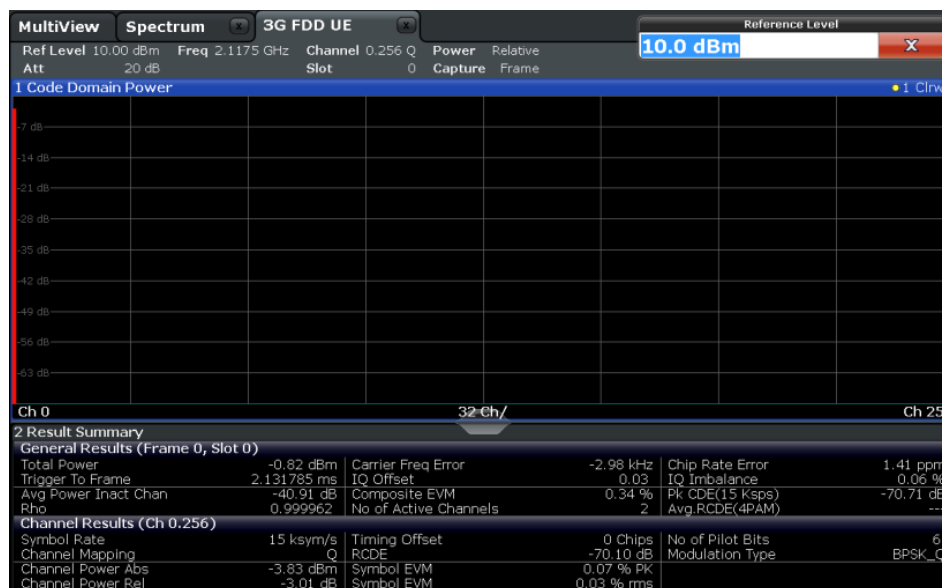 MultiView Spectrum x 3G FDD UE x
Reference Level
10.0 dBm X
Ref Level 10.00 dBm Freq 2.1175 GHz Channel 0.256 Q Power Relative
Att 20 dB Slot 0 Capture Frame
1 Code Domain Power 1 Clrw
-7 dB
-14 dB
-21 dB
-28 dB
-35 dB
-42 dB
-49 dB
-56 dB
-63 dB
Ch 0 32 Ch/ Ch 25
2 Result Summary
General Results (Frame 0, Slot 0)
Total Power -0.82 dBm Carrier Freq Error -2.98 kHz Chip Rate Error 1.41 ppm
Trigger To Frame 2.131785 ms IQ Offset 0.03 IQ Imbalance 0.06 %
Avg Power Inact Chan -40.91 dB Composite EVM 0.34 % Pk CDE(15 Ksps) -70.71 dB
Rho 0.999962 No of Active Channels 2 Avg.RCDE(4PAM) ---
Channel Results (Ch 0.256)
Symbol Rate 15 ksym/s Timing Offset 0 Chips No of Pilot Bits 6
Channel Mapping Q RCDE -70.10 dB Modulation Type BPSK_Q
Channel Power Abs -3.83 dBm Symbol EVM 0.07 % PK
Channel Power Rel -3.01 dB Symbol EVM 0.03 % rms